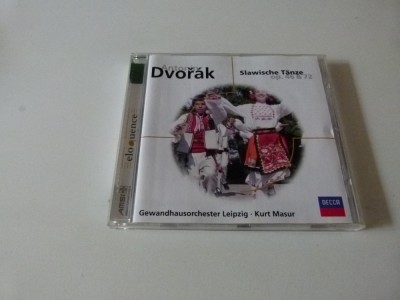 Antonín
Dvořák
Slawische Tänze
op. 46 & 72
eloquence
Gewandhausorchester Leipzig · Kurt Masur
DECCA